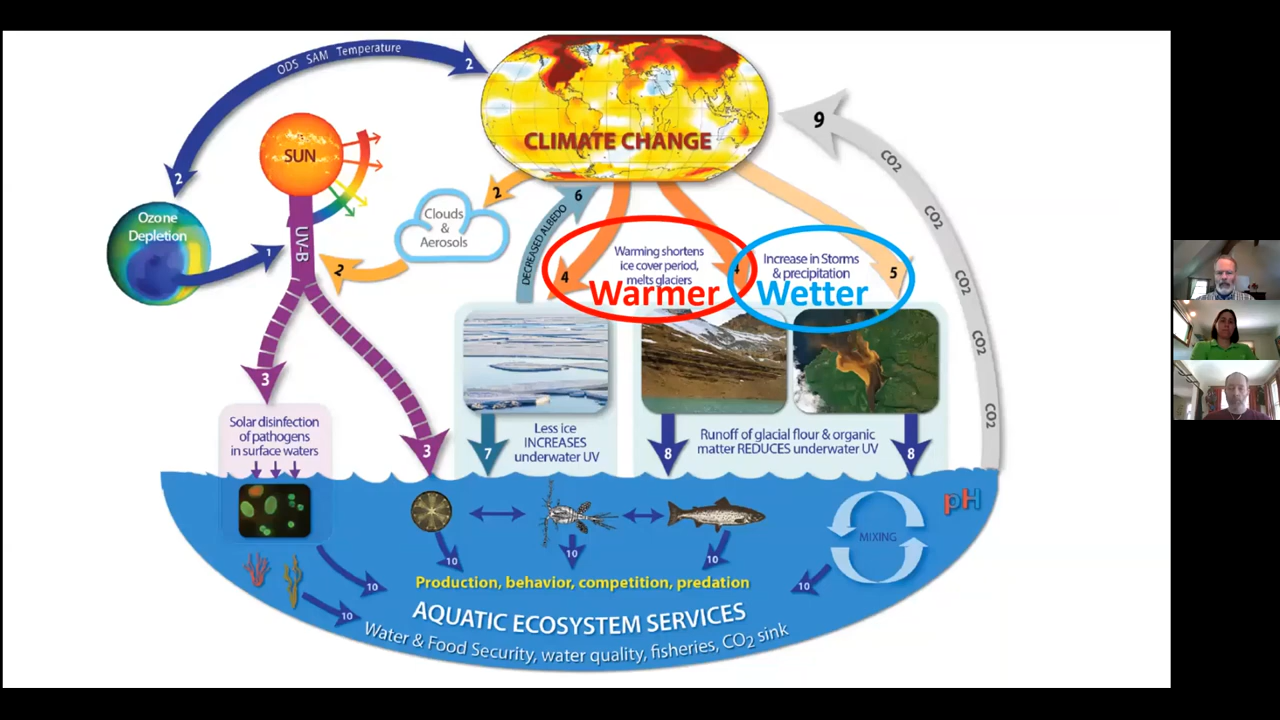 ODS SAM Temperature
2
2
CLIMATE CHANGE
9
CO2
CO2
CO2
CO2
CO2
SUN
Ozone
Depletion
1
UV-B
2
Clouds
&
Aerosols
2
6
DECREASED ALBEDO
Warming shortens
ice cover period,
melts glaciers
Warmer
4
4
Increase in Storms
& precipitation
Wetter
5
3
3
Solar disinfection
of pathogens
in surface waters
Less ice
INCREASES
underwater UV
7
Runoff of glacial flour & organic
matter REDUCES underwater UV
8
8
pH
MIXING
10
10
10
10
10
10
Production, behavior, competition, predation
AQUATIC ECOSYSTEM SERVICES
Water & Food Security, water quality, fisheries, CO2 sink